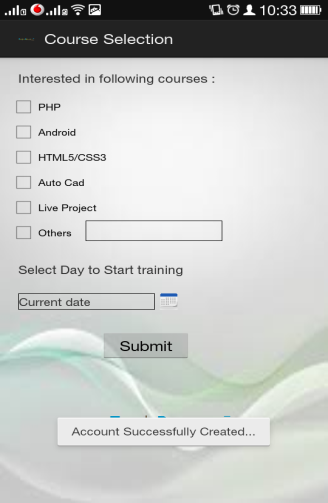 10:33
Course Selection
Interested in following courses :
PHP
Android
HTML5/CSS3
Auto Cad
Live Project
Others
Select Day to Start training
Current date
Submit
Account Successfully Created...